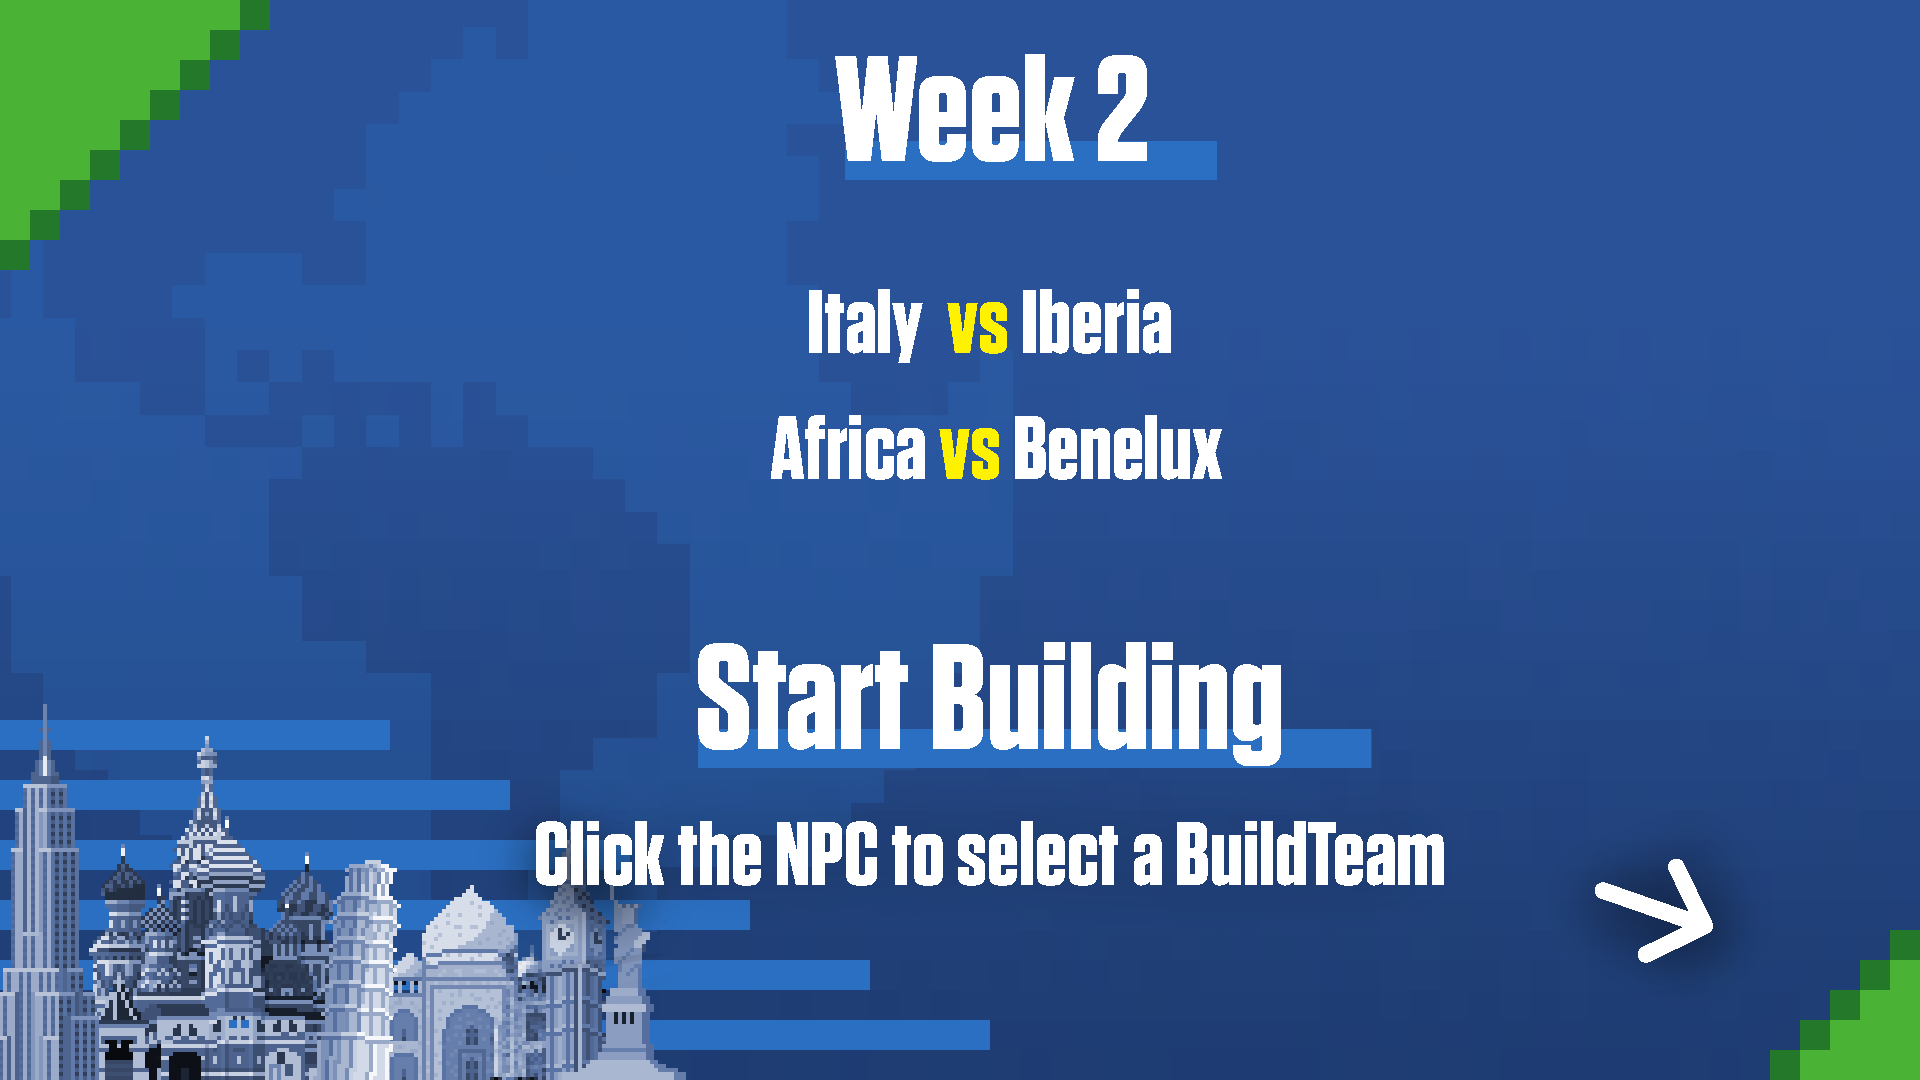 Week 2
Italy vs Iberia
Africa vs Benelux
Start Building
Click the NPC to select a BuildTeam